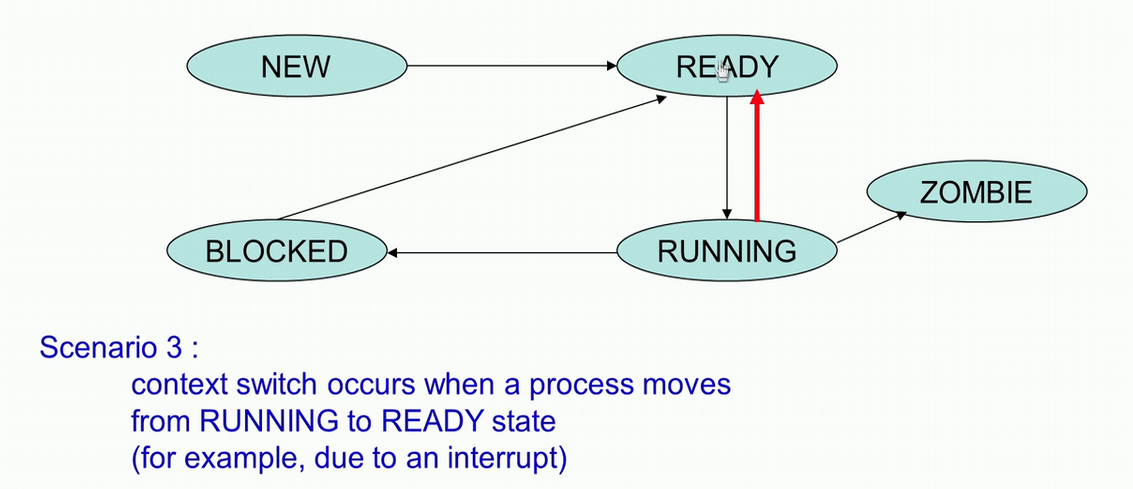 NEW
READY
ZOMBIE
BLOCKED
RUNNING
Scenario 3 :
context switch occurs when a process moves
from RUNNING to READY state
(for example, due to an interrupt)